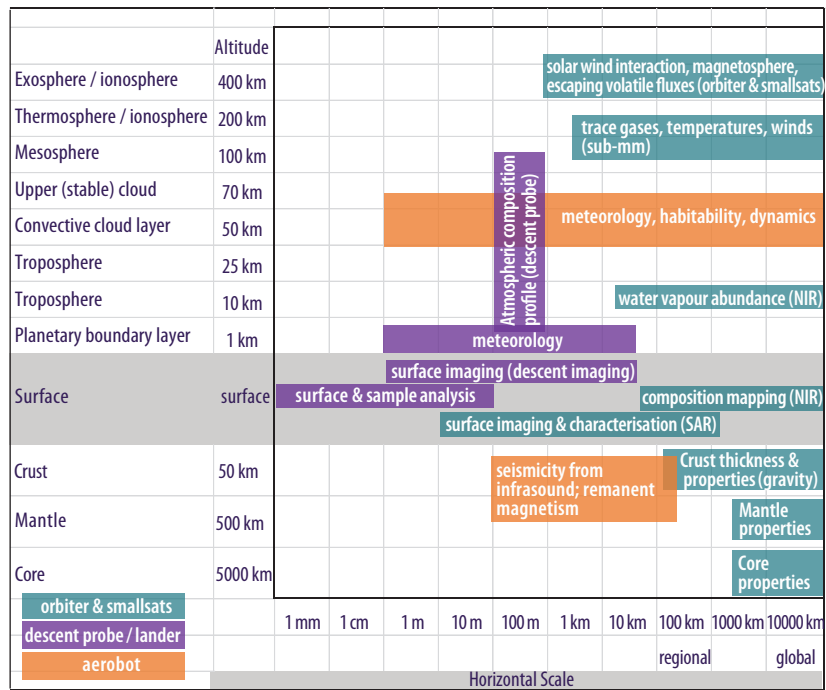 Altitude
Exosphere / ionosphere 400 km
solar wind interaction, magnetosphere,
escaping volatile fluxes (orbiter & smallsats)
Thermosphere / ionosphere 200 km
trace gases, temperatures, winds
(sub-mm)
Mesosphere 100 km
Atmospheric composition
profile (descent probe)
Upper (stable) cloud 70 km
meteorology, habitability, dynamics
Convective cloud layer 50 km
Troposphere 25 km
Troposphere 10 km
water vapour abundance (NIR)
Planetary boundary layer 1 km
meteorology
surface imaging (descent imaging)
Surface surface
surface & sample analysis
composition mapping (NIR)
surface imaging & characterisation (SAR)
Crust 50 km
seismicity from
infrasound; remanent
magnetism
Crust thickness &
properties (gravity)
Mantle 500 km
Mantle
properties
Core 5000 km
Core
properties
orbiter & smallsats
descent probe / lander
aerobot
1 mm 1 cm 1 m 10 m 100 m 1 km 10 km 100 km 1000 km 10000 km
regional global
Horizontal Scale